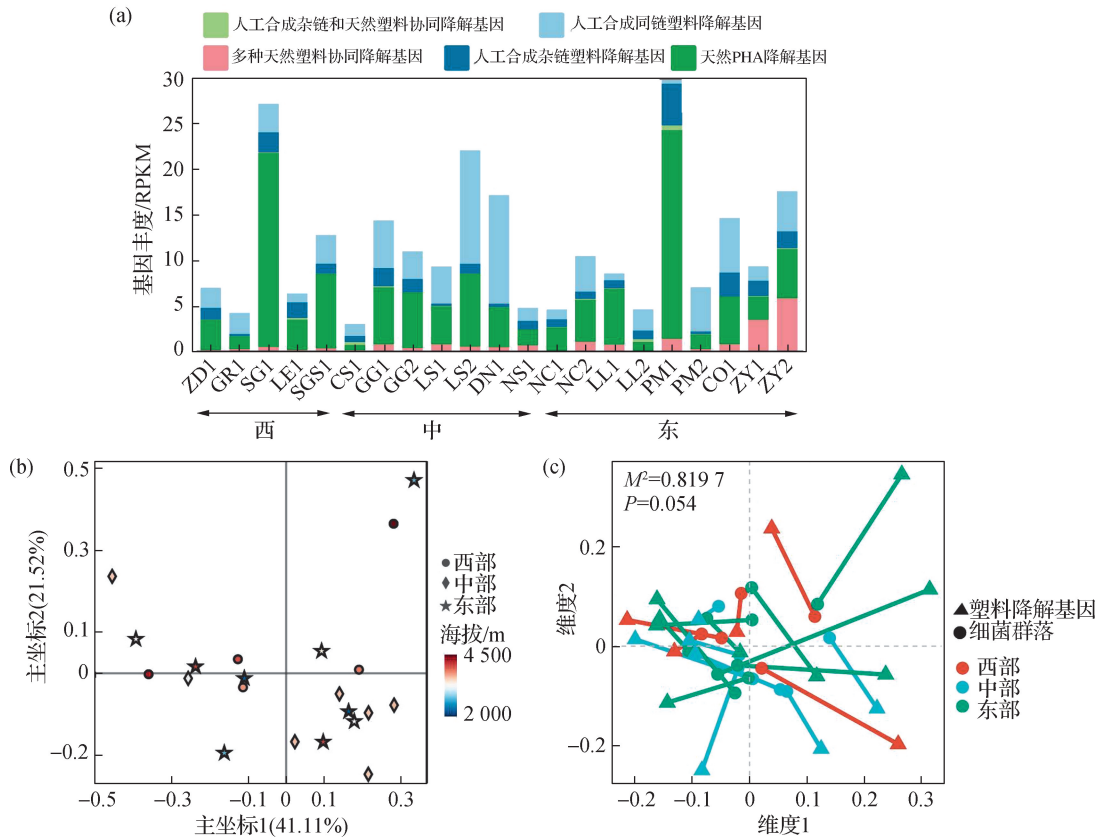 (a)
人工合成杂链和天然塑料协同降解基因 人工合成同链塑料降解基因
多种天然塑料协同降解基因 人工合成杂链塑料降解基因 天然PHA降解基因
基因丰度/RPKM
30
25
20
15
10
5
0
ZD1 GR1 SG1 LE1 SGS1 CS1 GG1 GG2 LS1 LS2 DN1 NS1 NC1 NC2 LL1 LL2 PM1 PM2 CO1 ZY1 ZY2
西 中 东
(b)
主坐标2(21.52%)
0.5
0.3
0.1
0
−0.2
−0.5 −0.3 −0.1 0 0.1 0.3
主坐标1(41.11%)
西部
中部
东部
海拔/m
4 500
2 000
(c)
M²=0.819 7
P=0.054
维度2
0.2
0
−0.2
−0.2 −0.1 0 0.1 0.2 0.3
维度1
塑料降解基因
细菌群落
西部
中部
东部